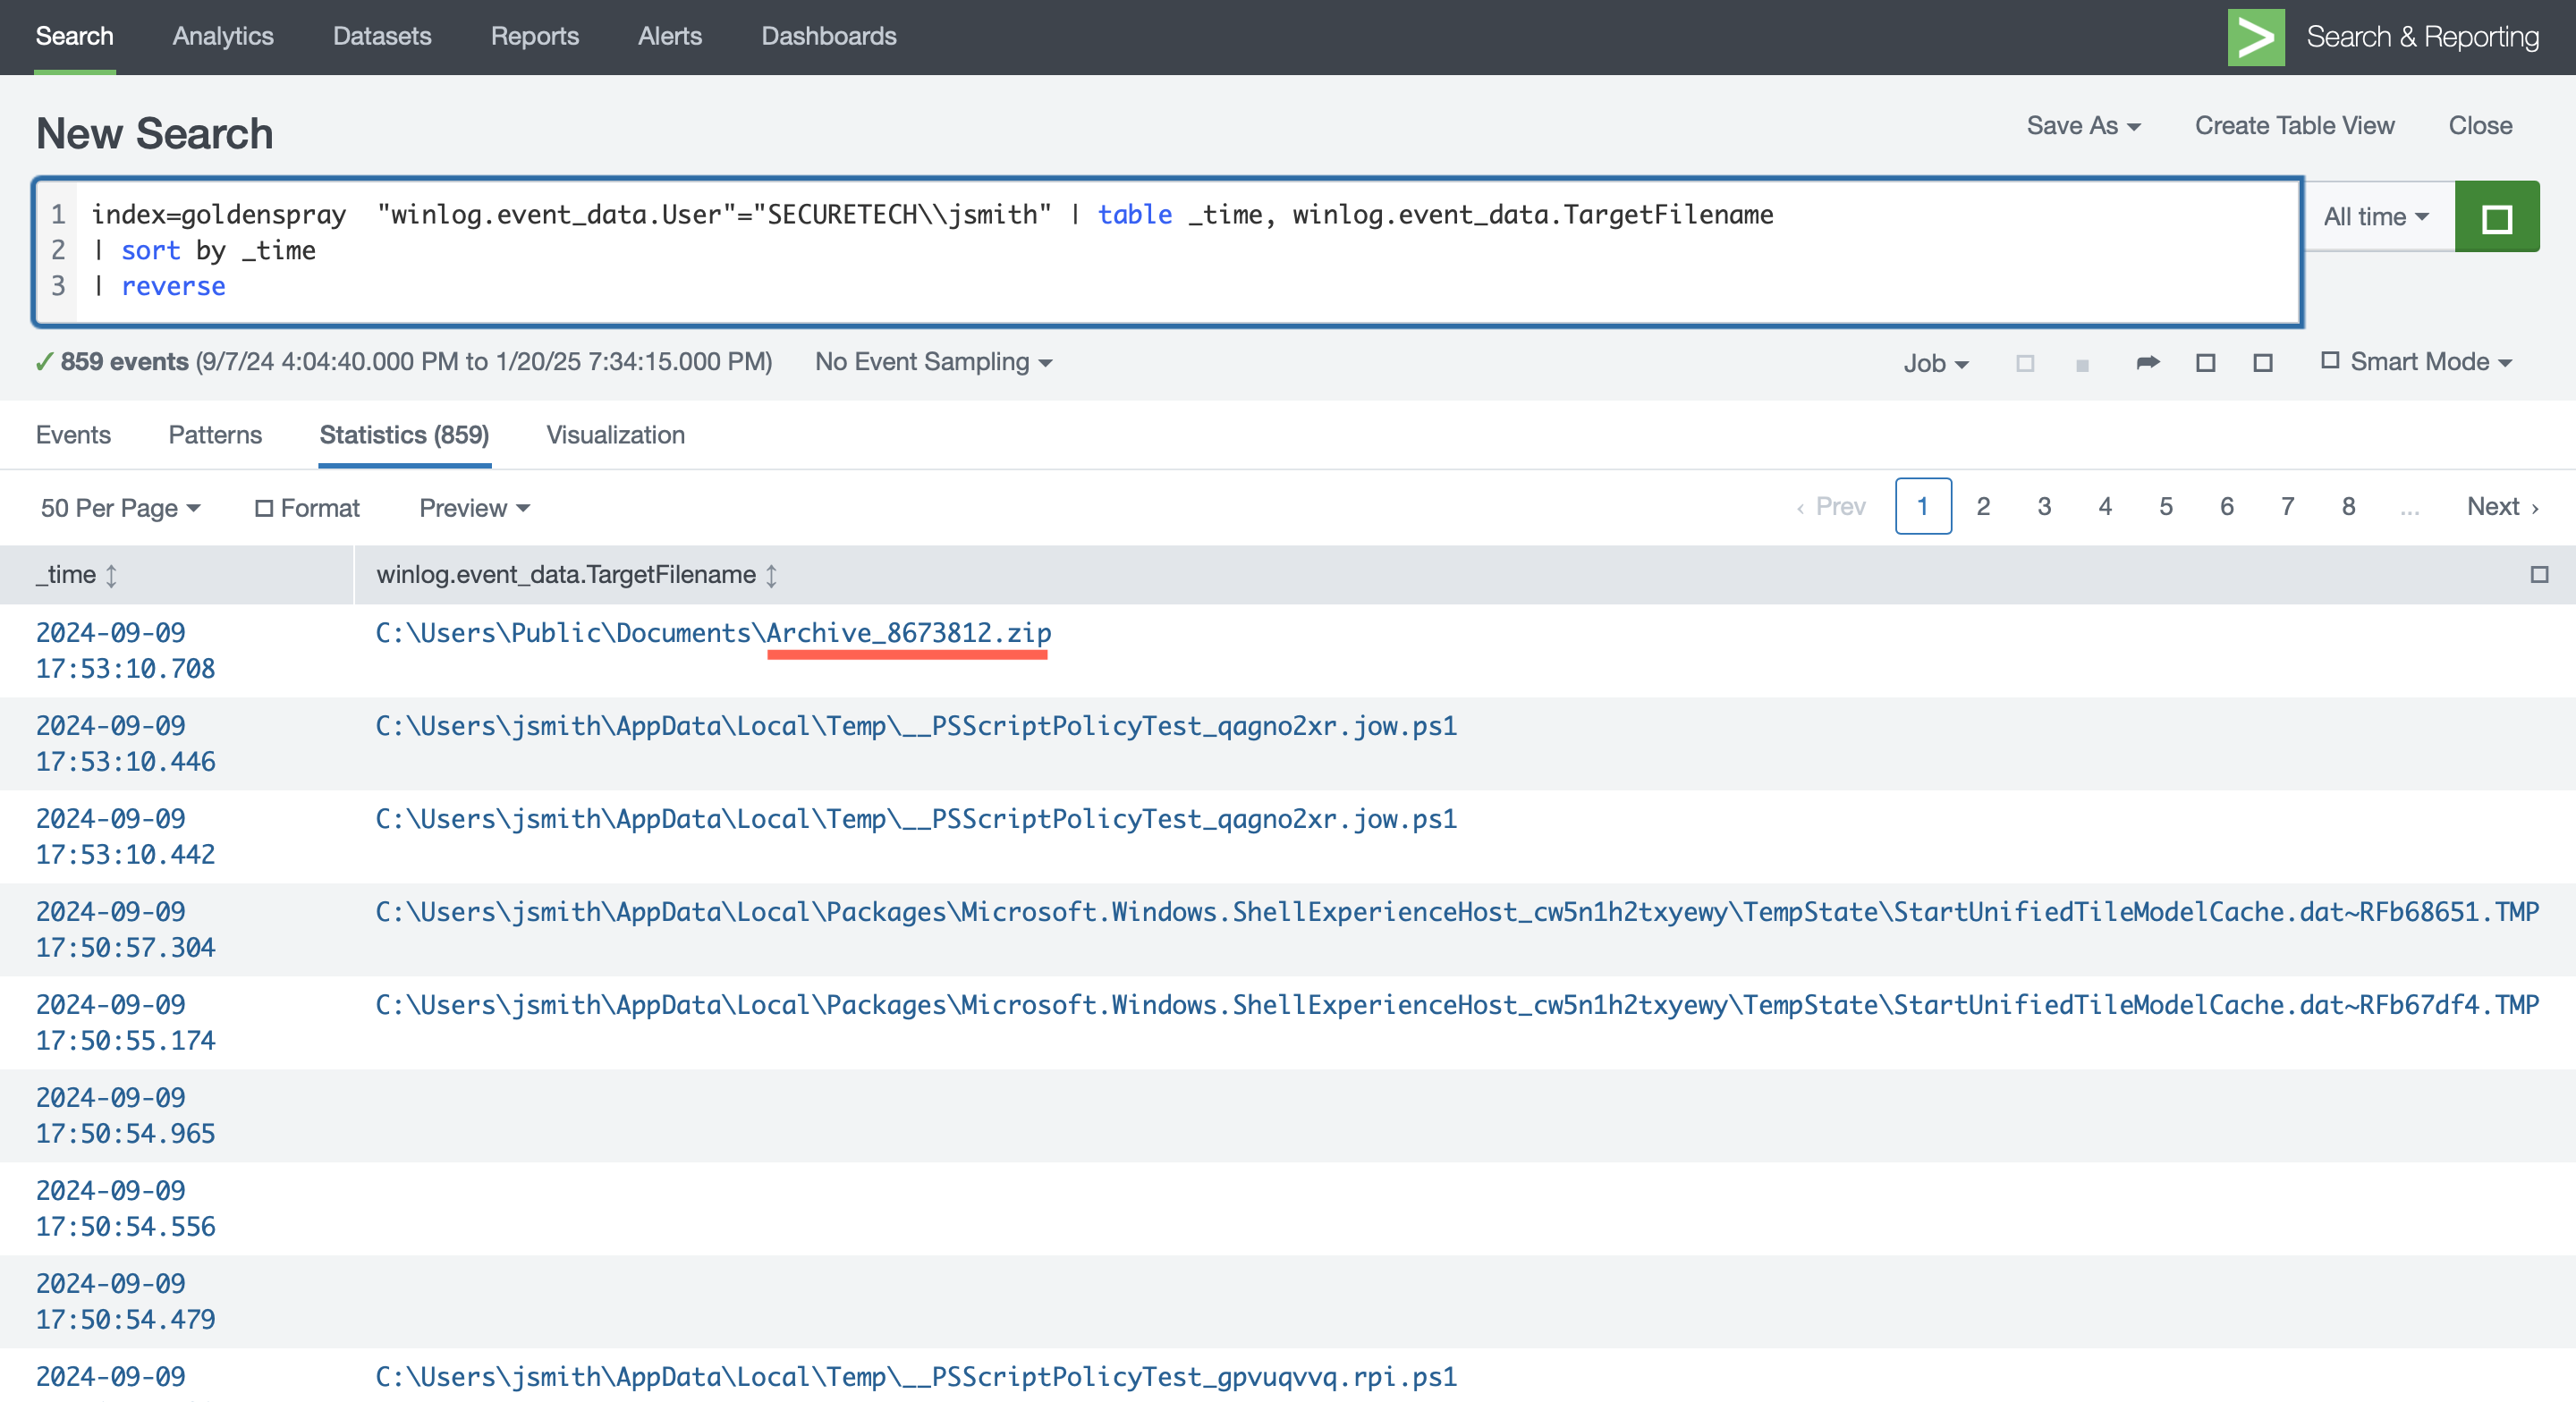 Search Analytics Datasets Reports Alerts Dashboards Search & Reporting
New Search
Save As Create Table View Close
1 index=goldenspray "winlog.event_data.User"="SECURETECH\\jsmith" | table _time, winlog.event_data.TargetFilename
2 | sort by _time
3 | reverse
All time
✓ 859 events (9/7/24 4:04:40.000 PM to 1/20/25 7:34:15.000 PM) No Event Sampling Job Smart Mode
Events Patterns Statistics (859) Visualization
50 Per Page Format Preview ‹ Prev 1 2 3 4 5 6 7 8 ... Next ›
_time winlog.event_data.TargetFilename
2024-09-09 C:\Users\Public\Documents\Archive_8673812.zip
17:53:10.708
2024-09-09 C:\Users\jsmith\AppData\Local\Temp\__PSScriptPolicyTest_qagno2xr.jow.ps1
17:53:10.446
2024-09-09 C:\Users\jsmith\AppData\Local\Temp\__PSScriptPolicyTest_qagno2xr.jow.ps1
17:53:10.442
2024-09-09 C:\Users\jsmith\AppData\Local\Packages\Microsoft.Windows.ShellExperienceHost_cw5n1h2txyewy\TempState\StartUnifiedTileModelCache.dat~RFb68651.TMP
17:50:57.304
2024-09-09 C:\Users\jsmith\AppData\Local\Packages\Microsoft.Windows.ShellExperienceHost_cw5n1h2txyewy\TempState\StartUnifiedTileModelCache.dat~RFb67df4.TMP
17:50:55.174
2024-09-09
17:50:54.965
2024-09-09
17:50:54.556
2024-09-09
17:50:54.479
2024-09-09 C:\Users\jsmith\AppData\Local\Temp\__PSScriptPolicyTest_gpvuqvvq.rpi.ps1